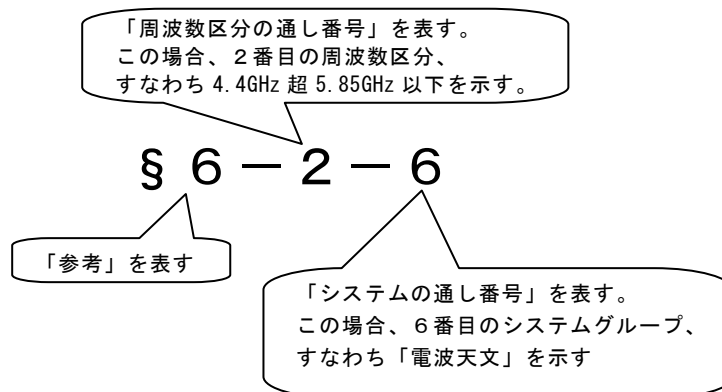 「周波数区分の通し番号」を表す。
この場合、２番目の周波数区分、
すなわち 4.4GHz 超 5.85GHz 以下を示す。
§６－２－６
「参考」を表す
「システムの通し番号」を表す。
この場合、６番目のシステムグループ、
すなわち「電波天文」を示す